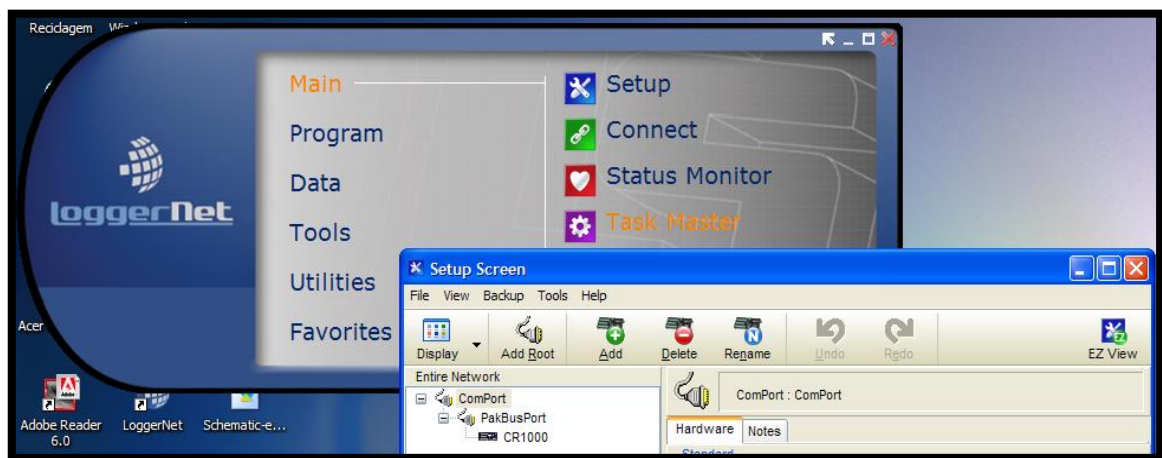 Reciclagem
Main
Setup
Program
Connect
Data
Status Monitor
LoggerNet
Tools
Task Master
Utilities
Favorites
Setup Screen
File View Backup Tools Help
Display Add Root Add Delete Rename Undo Redo EZ View
Entire Network
ComPort
PakBusPort
CR1000
ComPort : ComPort
Hardware Notes
Acer
Adobe Reader
6.0
LoggerNet
Schematic-e...